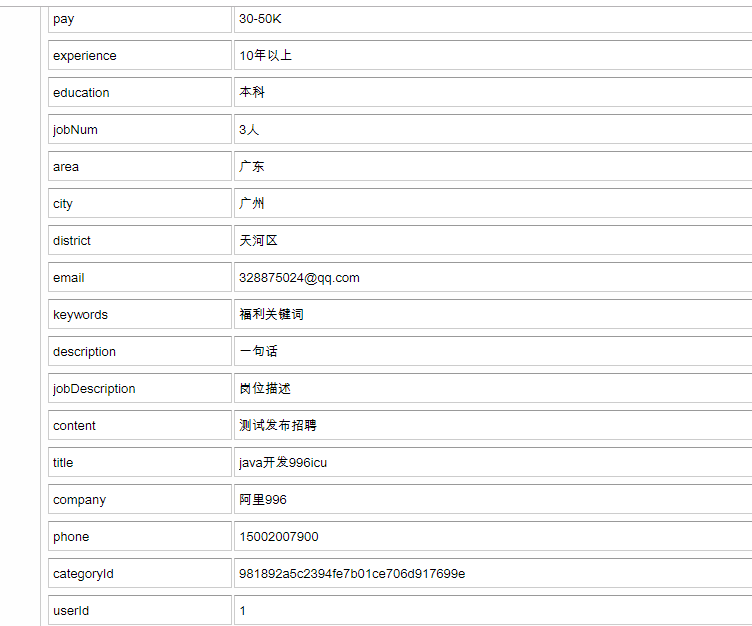 pay 30-50K
experience 10年以上
education 本科
jobNum 3人
area 广东
city 广州
district 天河区
email 328875024@qq.com
keywords 福利关键词
description 一句话
jobDescription 岗位描述
content 测试发布招聘
title java开发996icu
company 阿里996
phone 15002007900
categoryId 981892a5c2394fe7b01ce706d917699e
userId 1